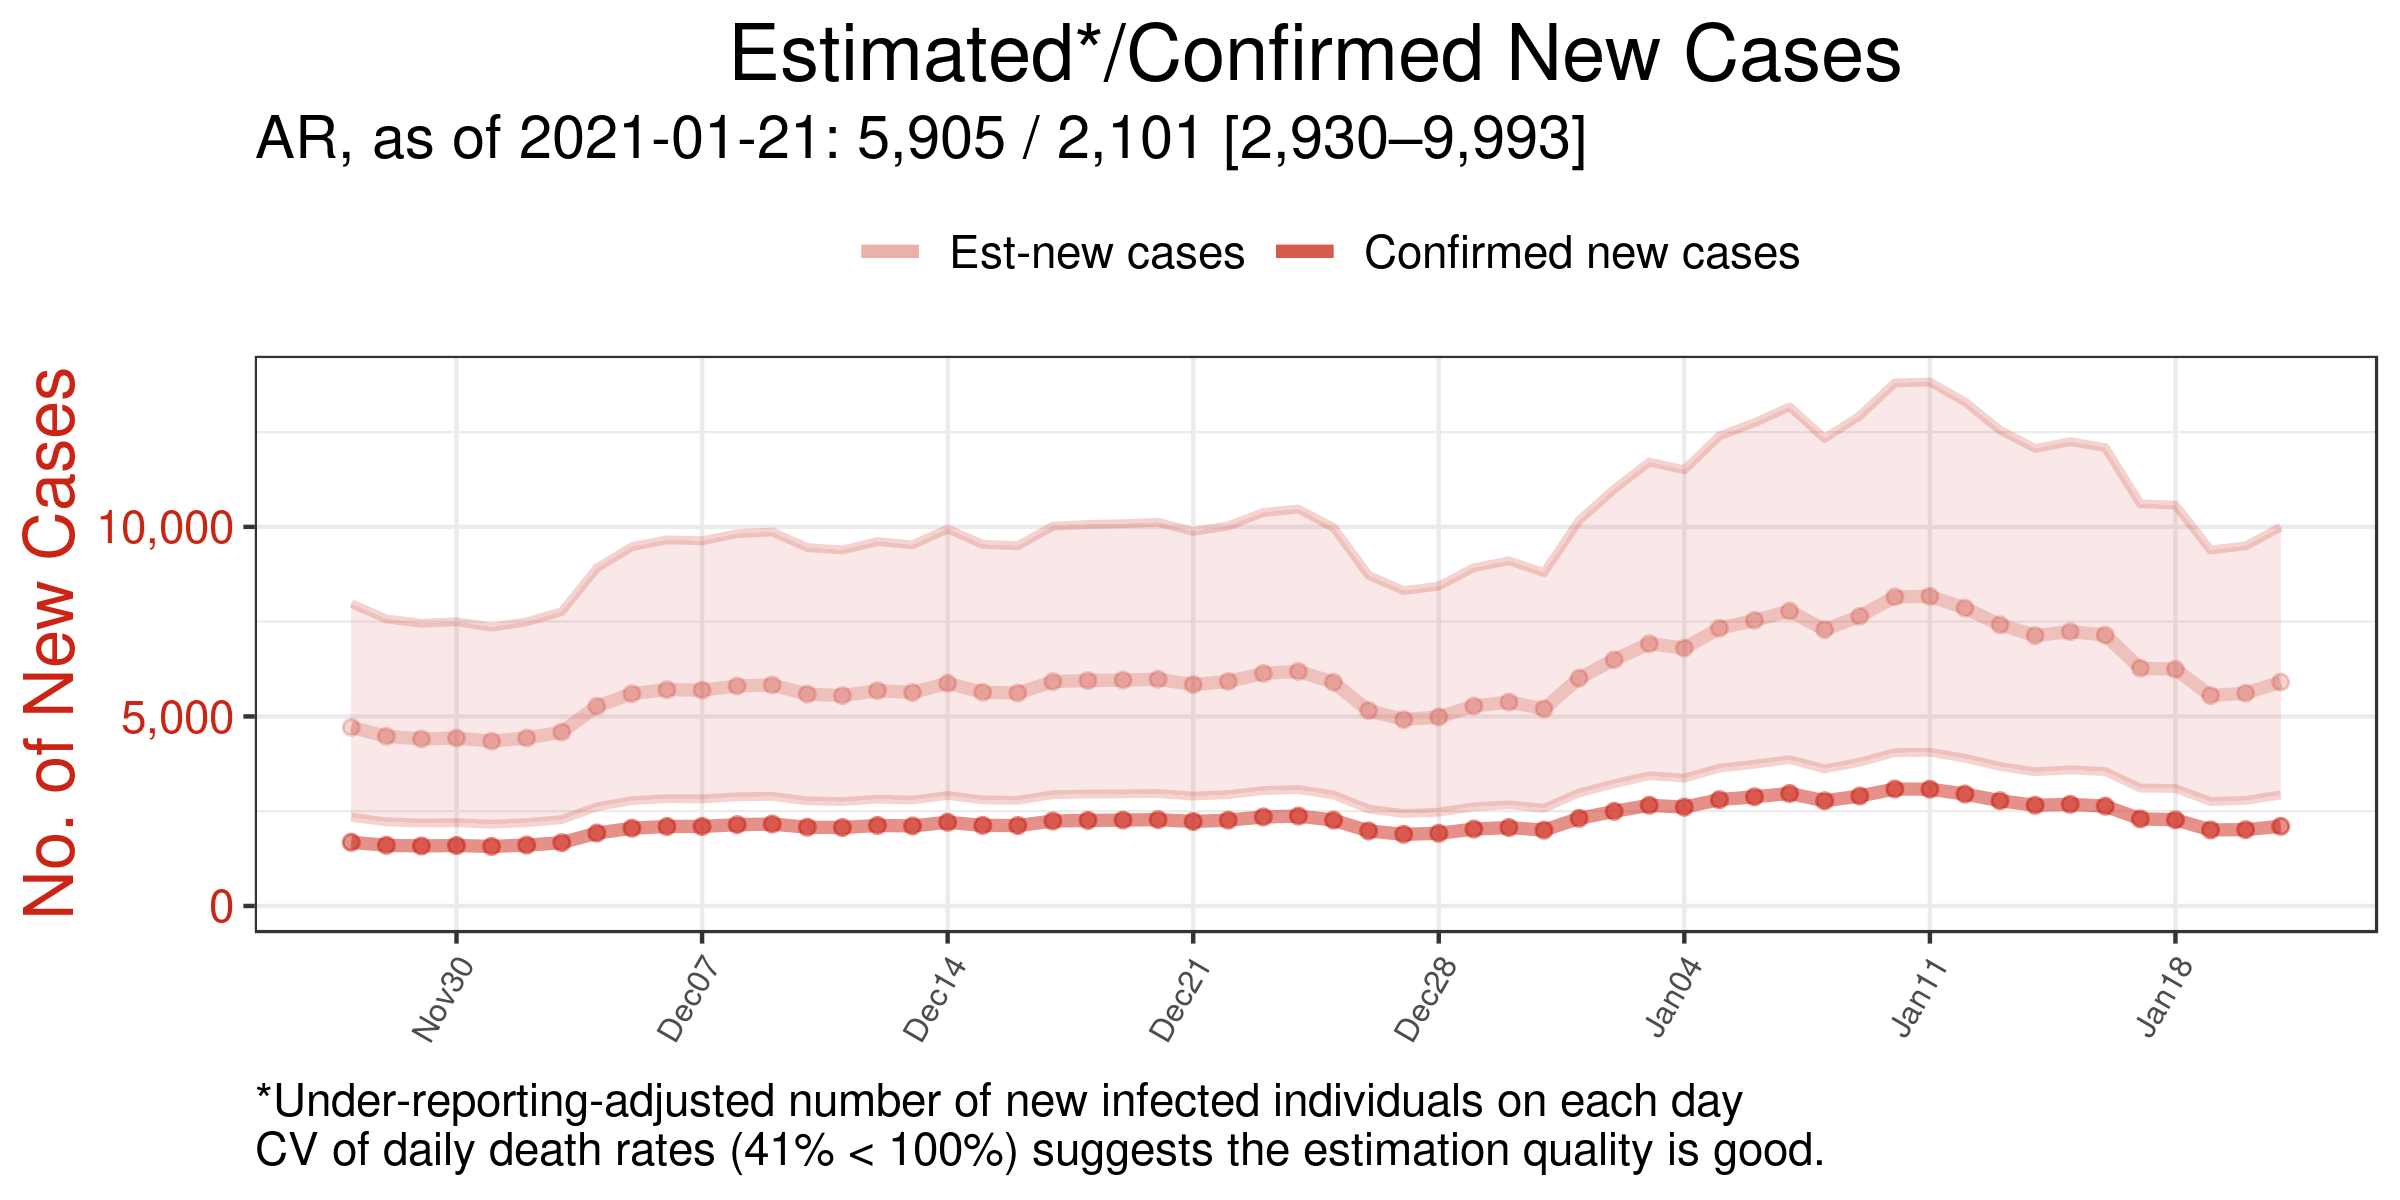 Estimated*/Confirmed New Cases
AR, as of 2021-01-21: 5,905 / 2,101 [2,930–9,993]
Est-new cases
Confirmed new cases
No. of New Cases
10,000
5,000
0
Nov30
Dec07
Dec14
Dec21
Dec28
Jan04
Jan11
Jan18
*Under-reporting-adjusted number of new infected individuals on each day
CV of daily death rates (41% < 100%) suggests the estimation quality is good.